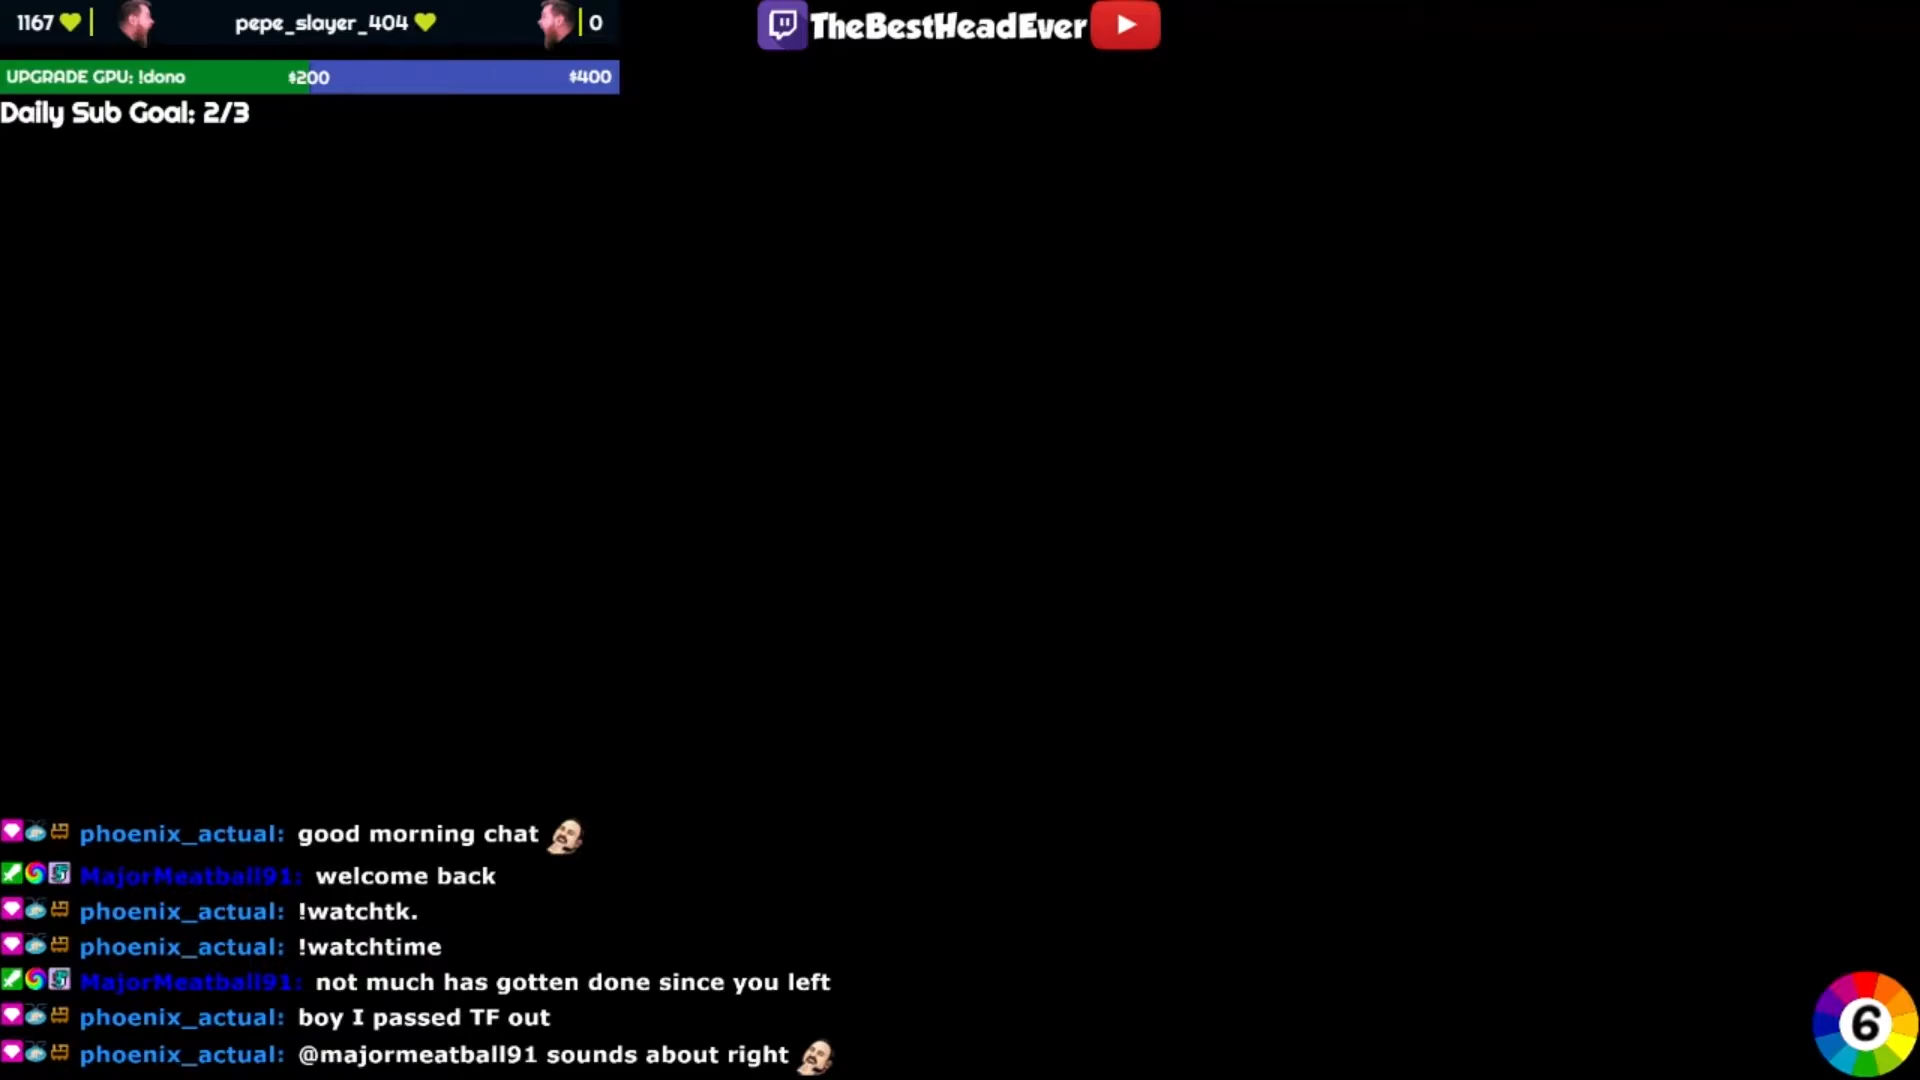 1167 pepe_slayer_404 0
TheBestHeadEver
UPGRADE GPU: !dono $200 $400
Daily Sub Goal: 2/3
phoenix_actual: good morning chat
MajorMeatball91: welcome back
phoenix_actual: !watchtk.
phoenix_actual: !watchtime
MajorMeatball91: not much has gotten done since you left
phoenix_actual: boy I passed TF out
phoenix_actual: @majormeatball91 sounds about right
6